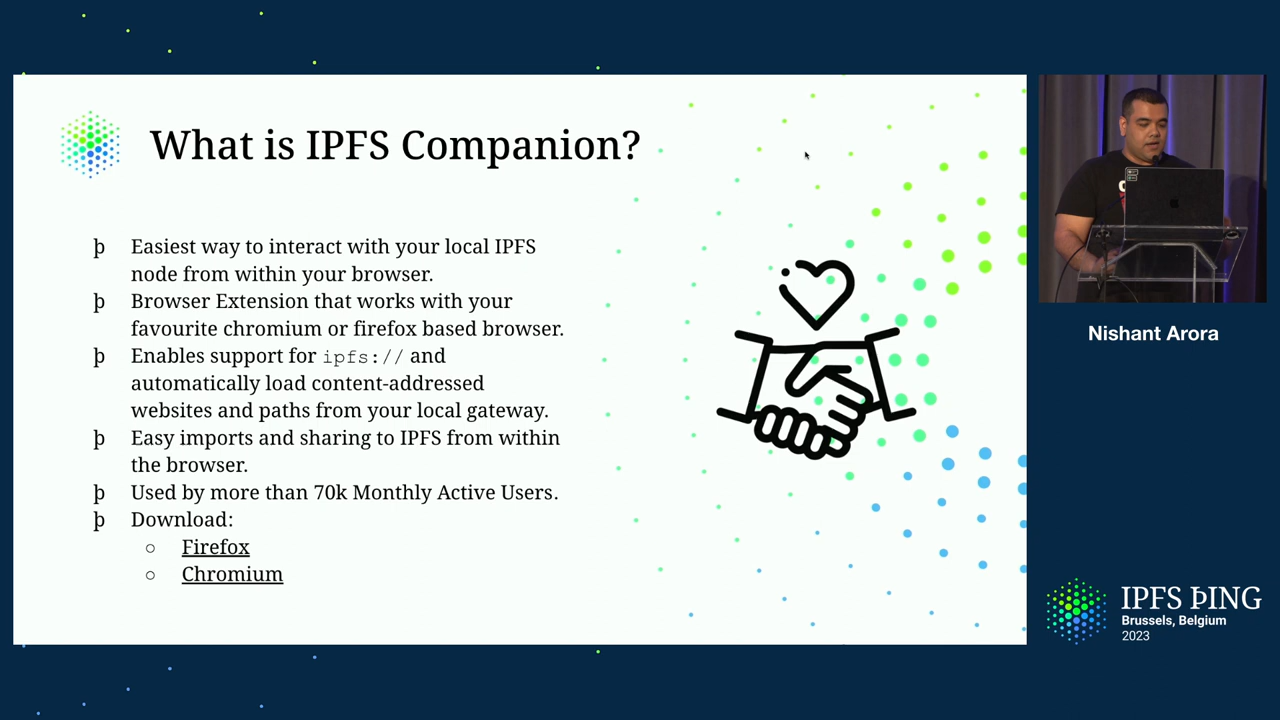 What is IPFS Companion?
þ Easiest way to interact with your local IPFS
node from within your browser.
þ Browser Extension that works with your
favourite chromium or firefox based browser.
þ Enables support for ipfs:// and
automatically load content-addressed
websites and paths from your local gateway.
þ Easy imports and sharing to IPFS from within
the browser.
þ Used by more than 70k Monthly Active Users.
þ Download:
○ Firefox
○ Chromium
Nishant Arora
IPFS ÞING
Brussels, Belgium
2023